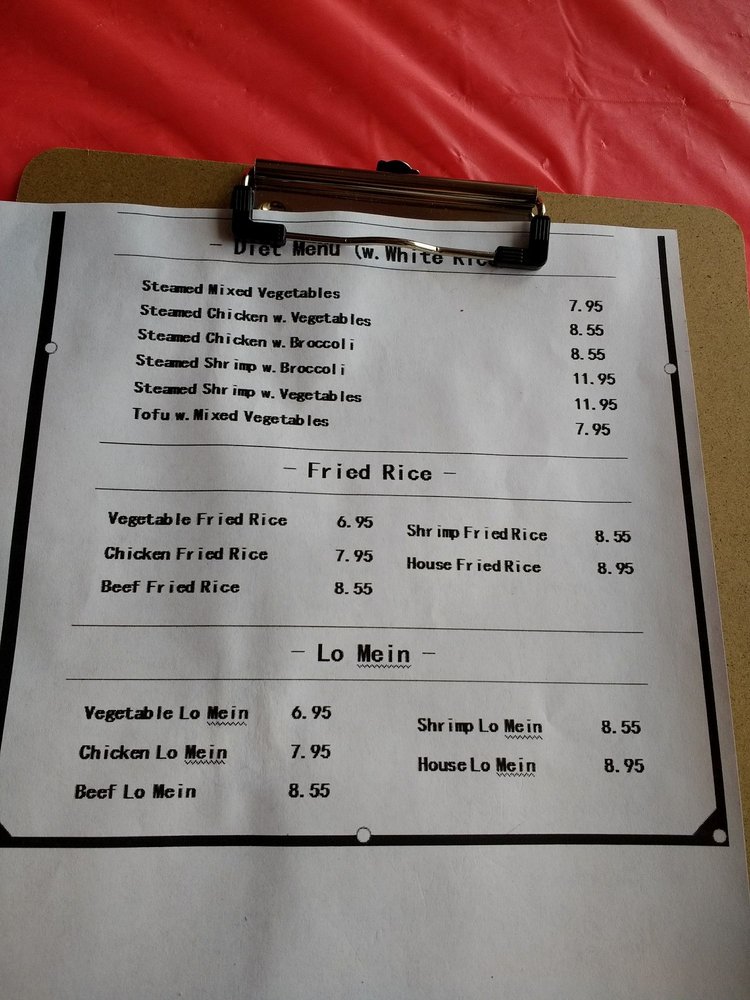 - Diet Menu (w. White Rice
Steamed Mixed Vegetables 7.95
Steamed Chicken w. Vegetables 8.55
Steamed Chicken w. Broccoli 8.55
Steamed Shrimp w. Broccoli 11.95
Steamed Shrimp w. Vegetables 11.95
Tofu w. Mixed Vegetables 7.95
- Fried Rice -
Vegetable Fried Rice 6.95
Chicken Fried Rice 7.95
Beef Fried Rice 8.55
Shrimp Fried Rice 8.55
House Fried Rice 8.95
- Lo Mein -
Vegetable Lo Mein 6.95
Chicken Lo Mein 7.95
Beef Lo Mein 8.55
Shrimp Lo Mein 8.55
House Lo Mein 8.95